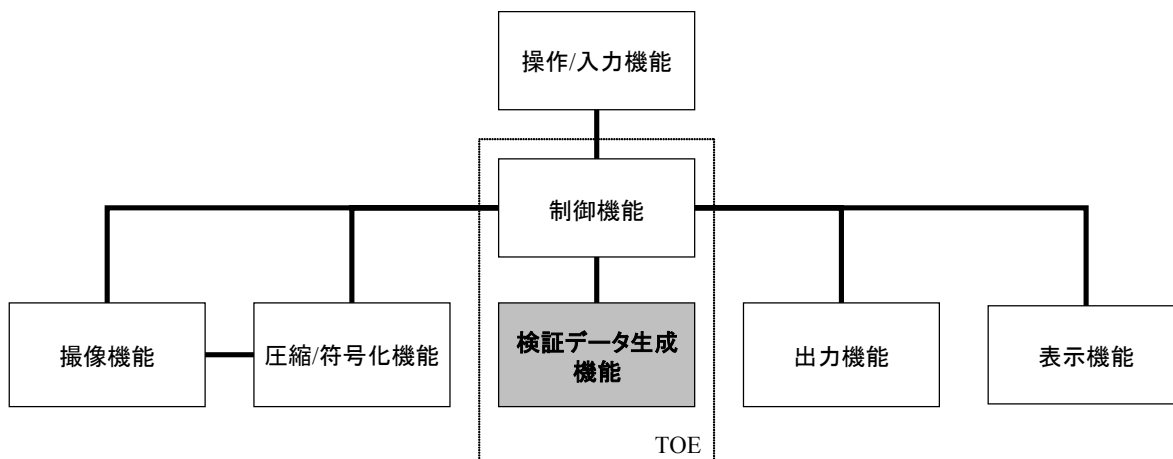 操作/入力機能
制御機能
撮像機能
圧縮/符号化機能
検証データ生成
機能
出力機能
表示機能
TOE